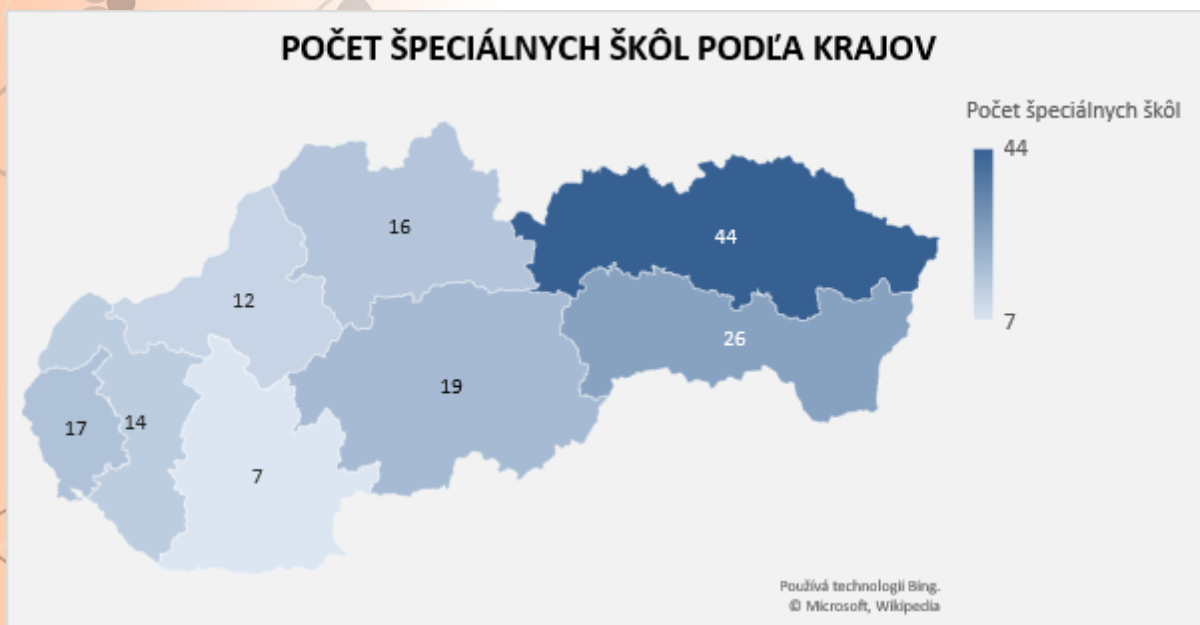 POČET ŠPECIÁLNYCH ŠKÔL PODĽA KRAJOV
Počet špeciálnych škôl
44
7
16
44
12
26
19
17
14
7
Používá technologii Bing.
© Microsoft, Wikipedia